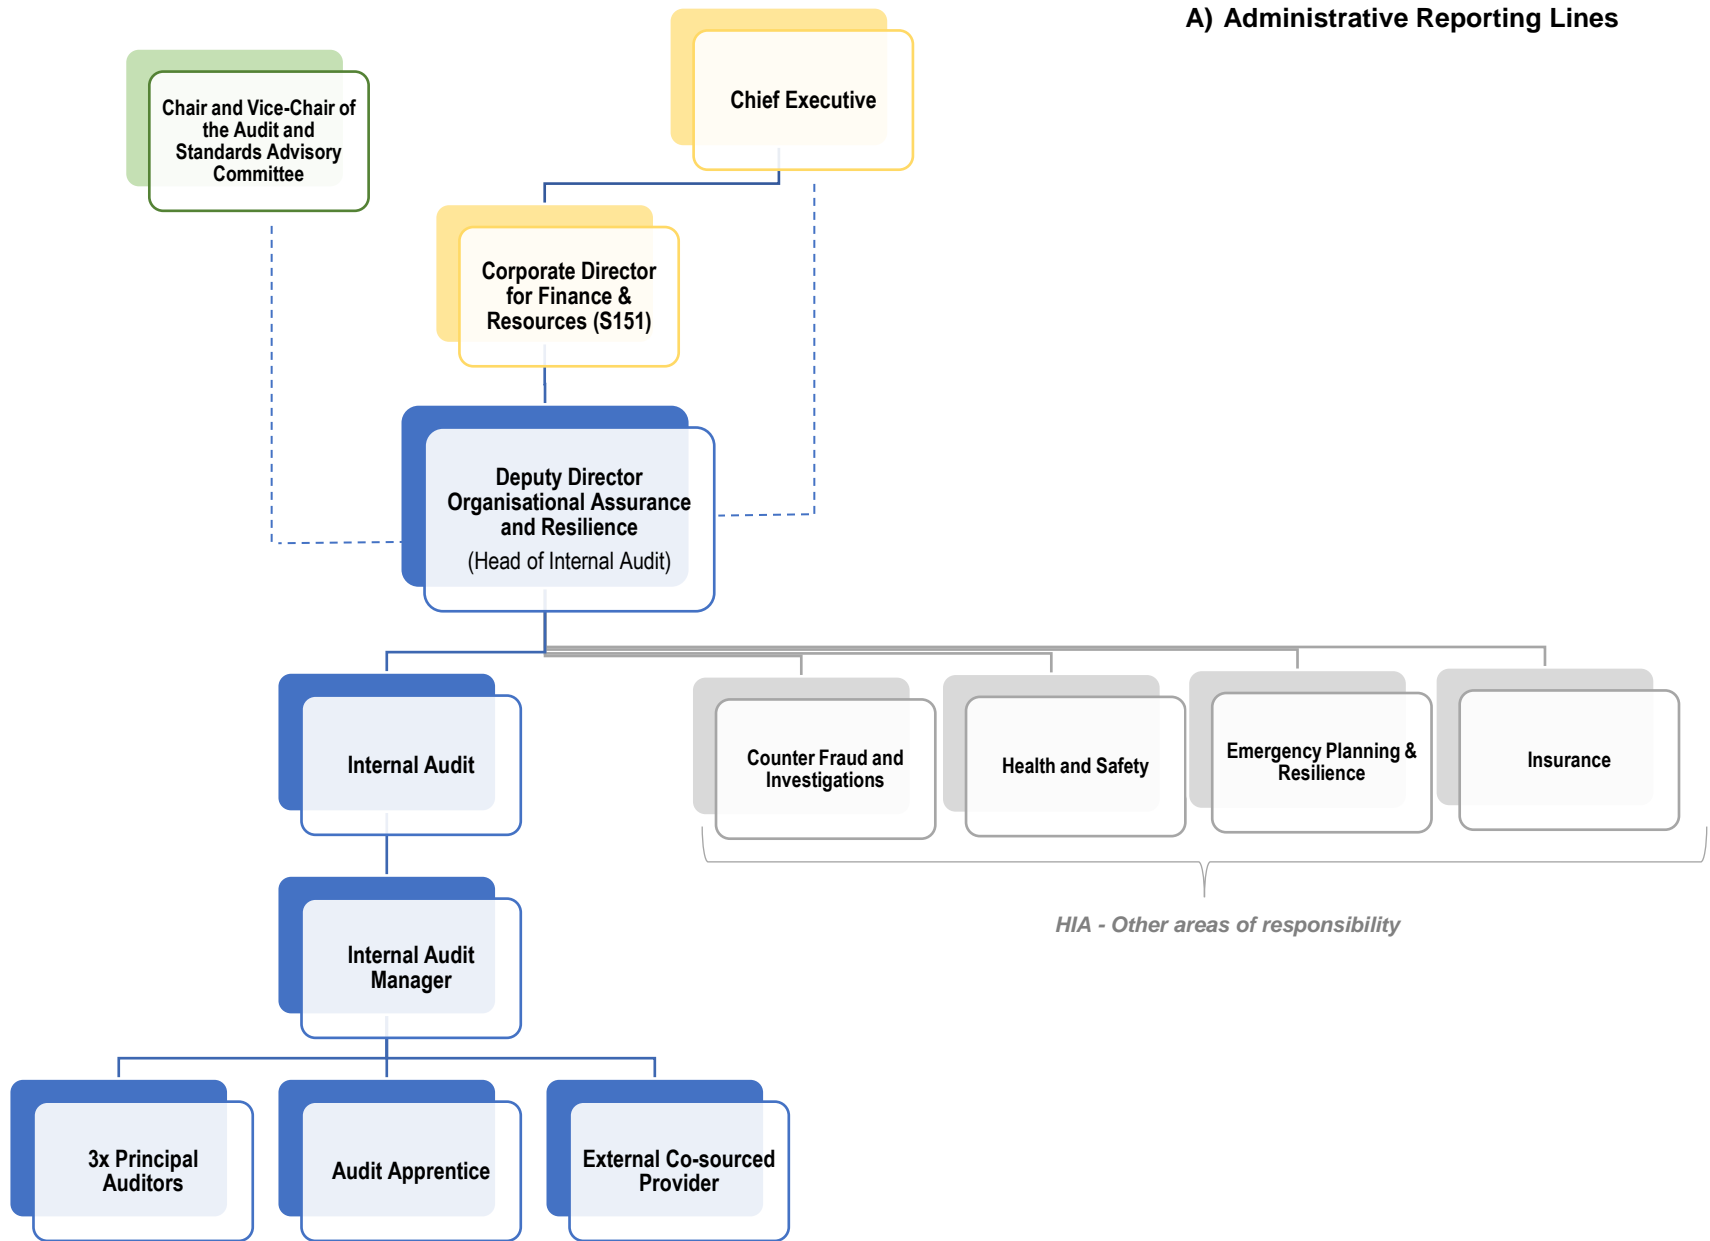 A) Administrative Reporting Lines
Chair and Vice-Chair of
the Audit and
Standards Advisory
Committee
Chief Executive
Corporate Director
for Finance &
Resources (S151)
Deputy Director
Organisational Assurance
and Resilience
(Head of Internal Audit)
Internal Audit
Counter Fraud and
Investigations
Health and Safety
Emergency Planning &
Resilience
Insurance
HIA - Other areas of responsibility
Internal Audit
Manager
3x Principal
Auditors
Audit Apprentice
External Co-sourced
Provider